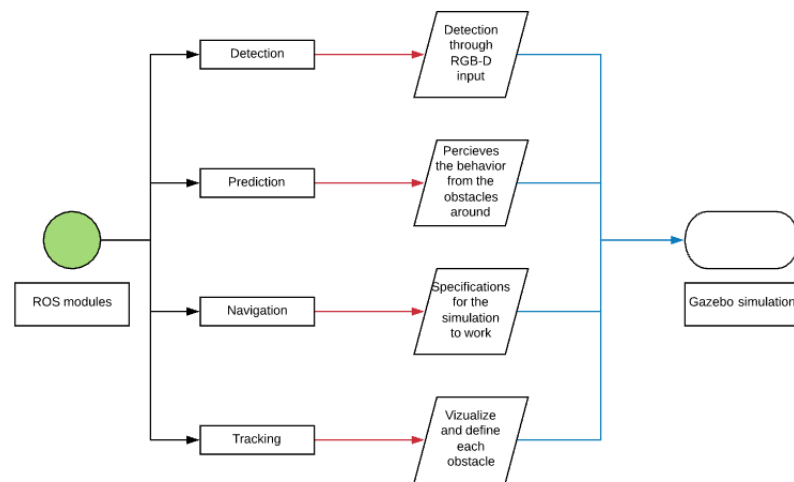 Detection
Detection
through
RGB-D
input
Prediction
Percieves
the behavior
from the
obstacles
around
ROS modules
Navigation
Specifications
for the
simulation
to work
Gazebo simulation
Tracking
Vizualize
and define
each
obstacle